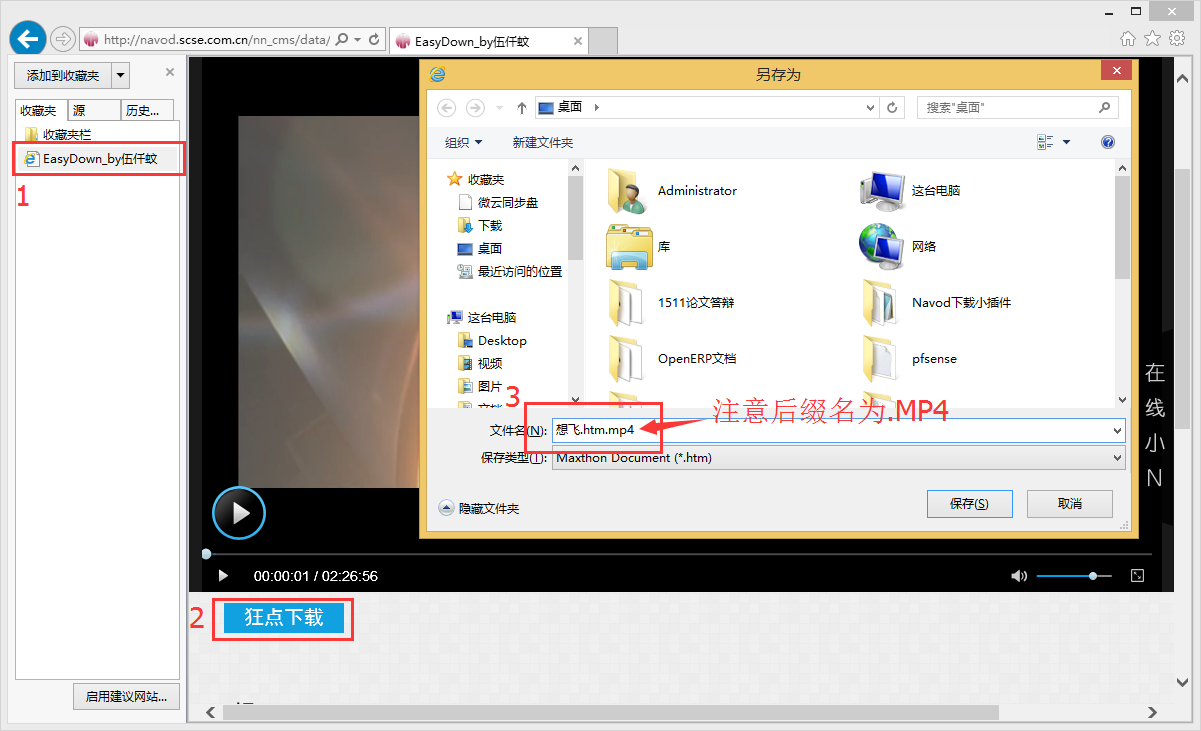 http://navod.scse.com.cn/nn_cms/data/
EasyDown_by伍仟蚊
添加到收藏夹
收藏夹 源 历史...
收藏夹栏
EasyDown_by伍仟蚊
1
启用建议网站...
另存为
桌面
搜索"桌面"
组织 新建文件夹
收藏夹
微云同步盘
下载
桌面
最近访问的位置
这台电脑
Desktop
视频
图片
Administrator 这台电脑
库 网络
1511论文答辩 Navod下载小插件
OpenERP文档 pfsense
3
注意后缀名为.MP4
文件名(N): 想飞.htm.mp4
保存类型(T): Maxthon Document (*.htm)
隐藏文件夹
保存(S) 取消
在
线
小
N
00:00:01 / 02:26:56
2
狂点下载